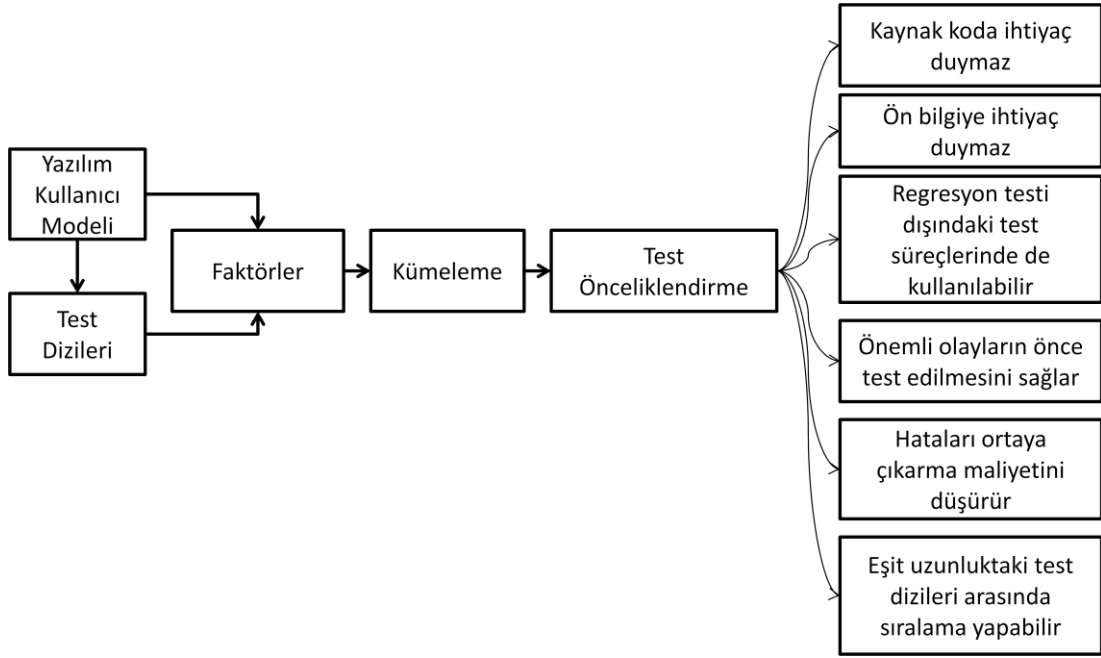 Yazılım
Kullanıcı
Modeli
Test
Dizileri
Faktörler
Kümeleme
Test
Önceliklendirme
Kaynak koda ihtiyaç
duymaz
Ön bilgiye ihtiyaç
duymaz
Regresyon testi
dışındaki test
süreçlerinde de
kullanılabilir
Önemli olayların önce
test edilmesini sağlar
Hataları ortaya
çıkarma maliyetini
düşürür
Eşit uzunluktaki test
dizileri arasında
sıralama yapabilir